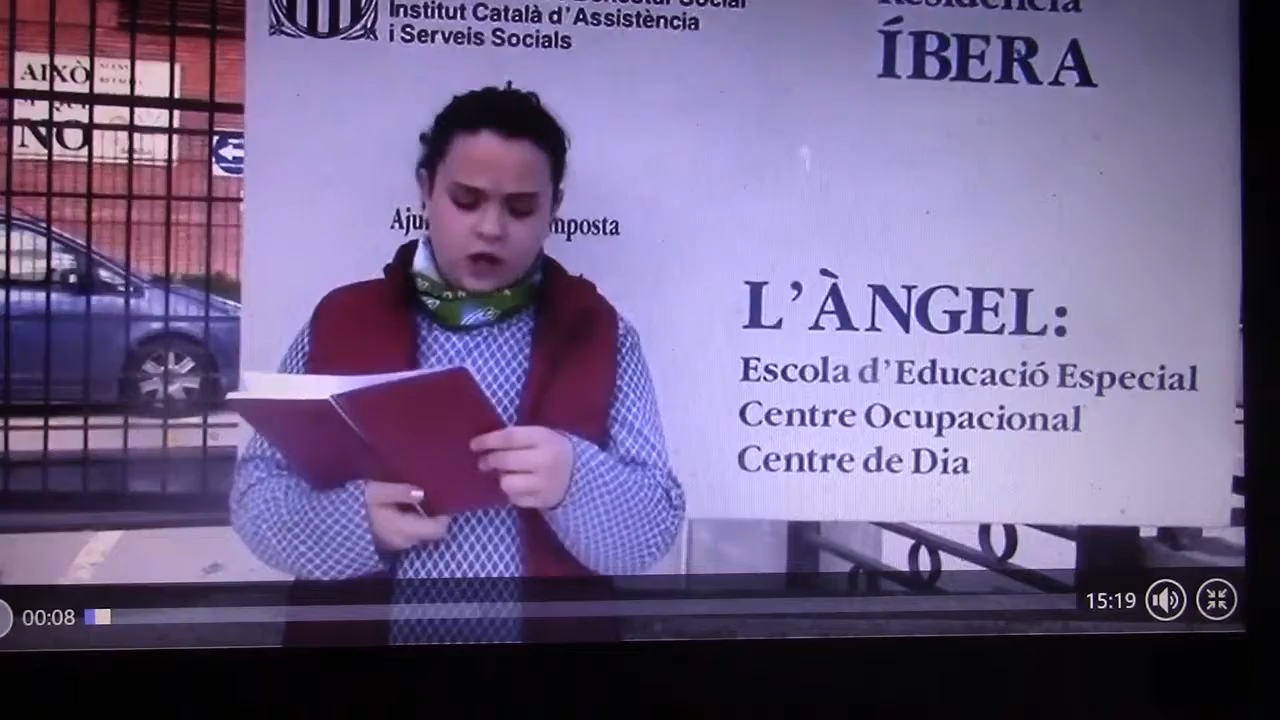 Institut Català d'Assistència
i Serveis Socials
Residència
ÍBERA
AIXÒ
NO
L'ÀNGEL:
Escola d'Educació Especial
Centre Ocupacional
Centre de Dia
00:08
15:19